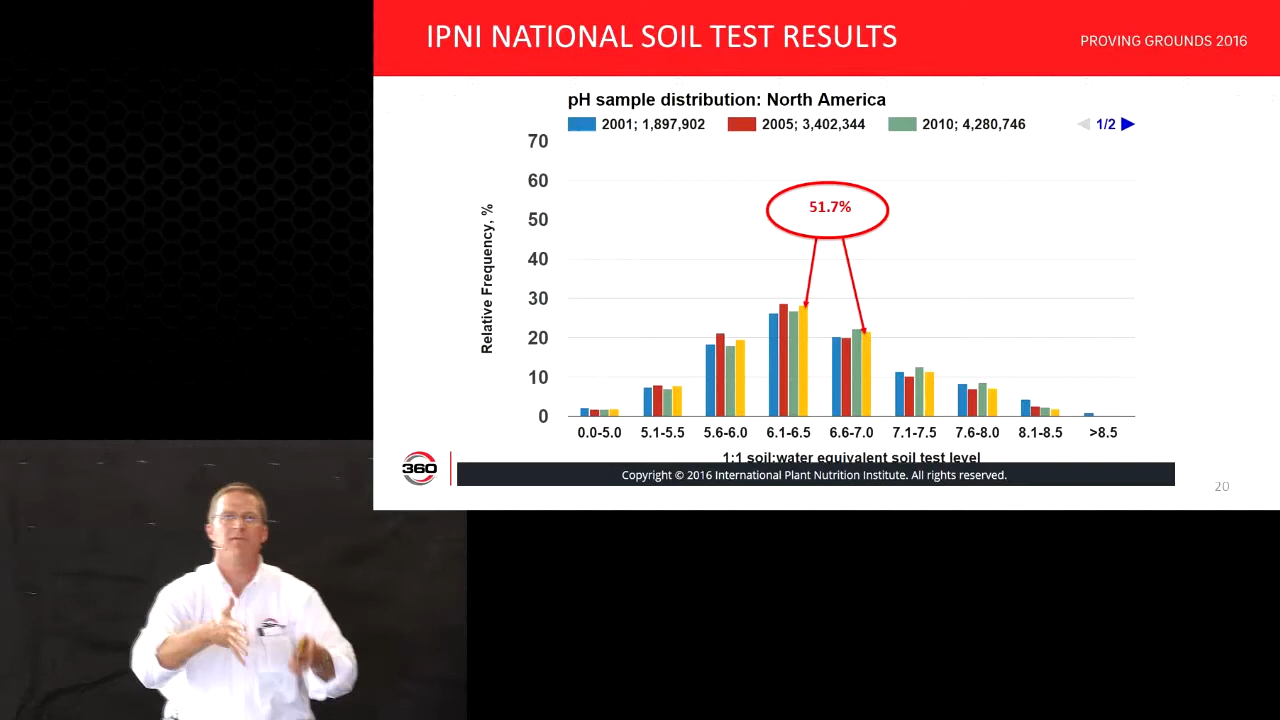 IPNI NATIONAL SOIL TEST RESULTS
PROVING GROUNDS 2016
pH sample distribution: North America
2001; 1,897,902 2005; 3,402,344 2010; 4,280,746 1/2
70
60
50
40
30
20
10
0
Relative Frequency, %
51.7%
0.0-5.0 5.1-5.5 5.6-6.0 6.1-6.5 6.6-7.0 7.1-7.5 7.6-8.0 8.1-8.5 >8.5
1:1 soil:water equivalent soil test level
360
Copyright © 2016 International Plant Nutrition Institute. All rights reserved.
20